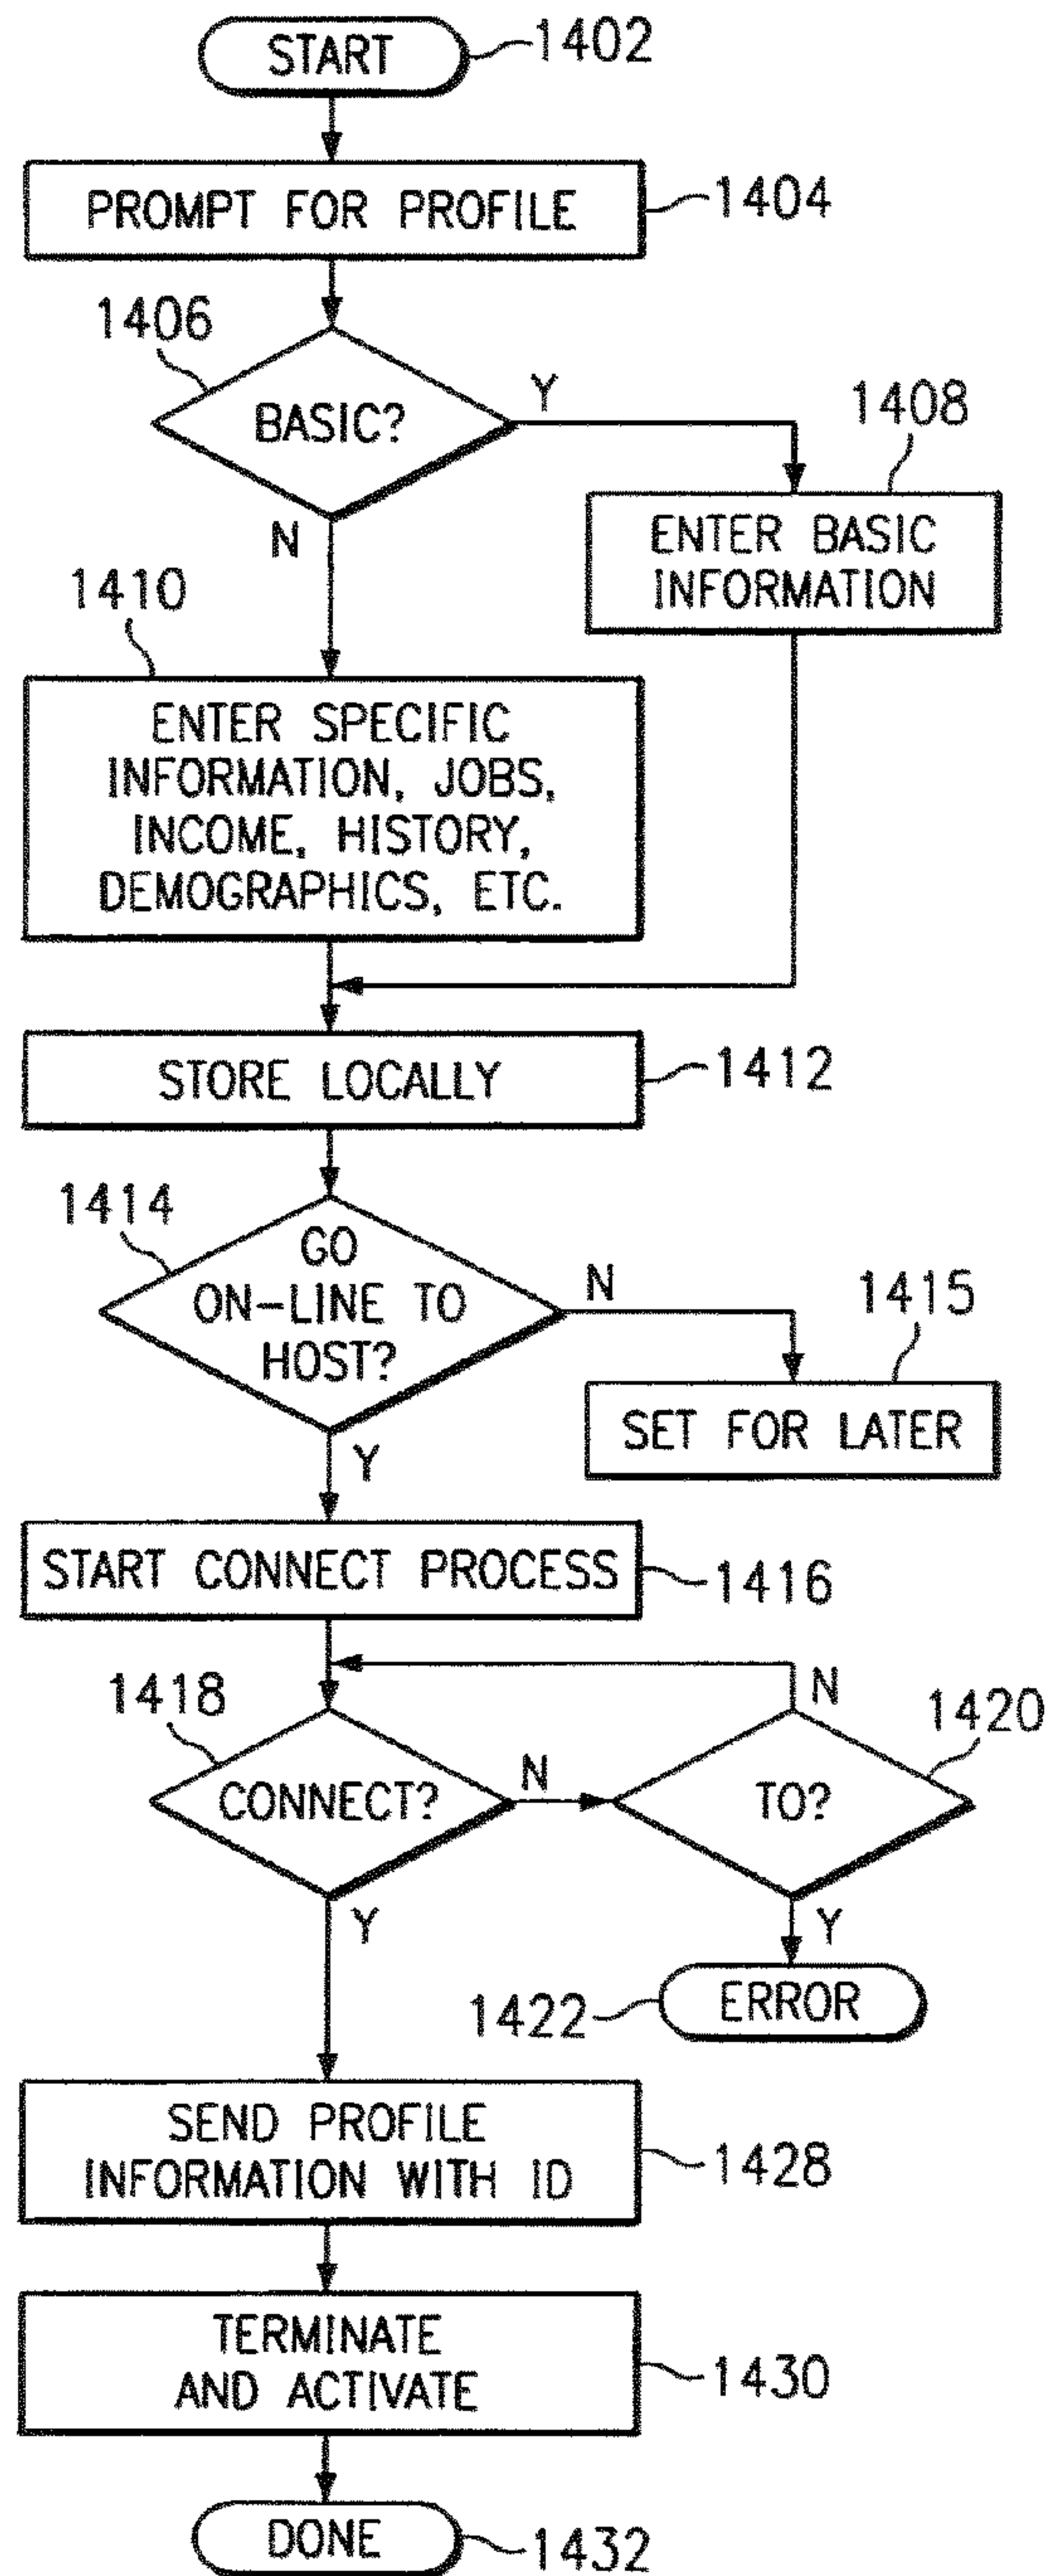 START
1402
PROMPT FOR PROFILE
1404
1406
BASIC?
Y
N
1408
ENTER BASIC
INFORMATION
1410
ENTER SPECIFIC
INFORMATION, JOBS,
INCOME, HISTORY,
DEMOGRAPHICS, ETC.
STORE LOCALLY
1412
1414
GO
ON-LINE TO
HOST?
N
Y
1415
SET FOR LATER
START CONNECT PROCESS
1416
1418
CONNECT?
N
Y
N
1420
TO?
Y
1422
ERROR
SEND PROFILE
INFORMATION WITH ID
1428
TERMINATE
AND ACTIVATE
1430
DONE
1432